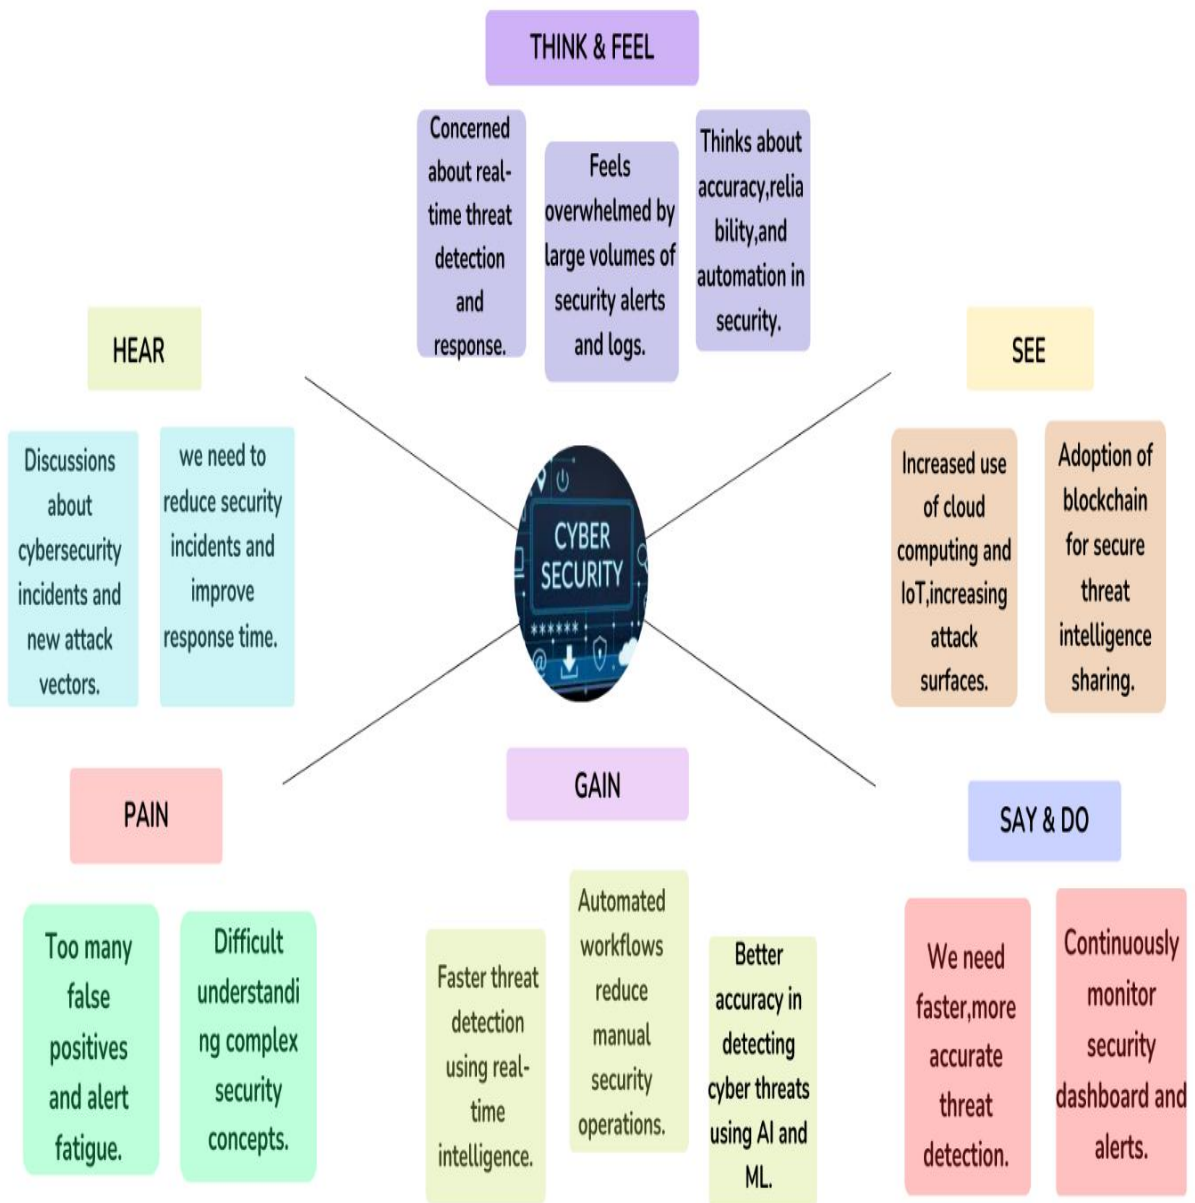 THINK & FEEL
Concerned
about real-
time threat
detection
and
response.
Feels
overwhelmed by
large volumes of
security alerts
and logs.
Thinks about
accuracy,relia
bility,and
automation in
security.
HEAR
Discussions
about
cybersecurity
incidents and
new attack
vectors.
we need to
reduce security
incidents and
improve
response time.
SEE
Increased use
of cloud
computing and
IoT,increasing
attack
surfaces.
Adoption of
blockchain
for secure
threat
intelligence
sharing.
CYBER
SECURITY
******
@
PAIN
Too many
false
positives
and alert
fatigue.
Difficult
understandi
ng complex
security
concepts.
GAIN
Faster threat
detection
using real-
time
intelligence.
Automated
workflows
reduce
manual
security
operations.
Better
accuracy in
detecting
cyber threats
using AI and
ML.
SAY & DO
We need
faster,more
accurate
threat
detection.
Continuously
monitor
security
dashboard and
alerts.